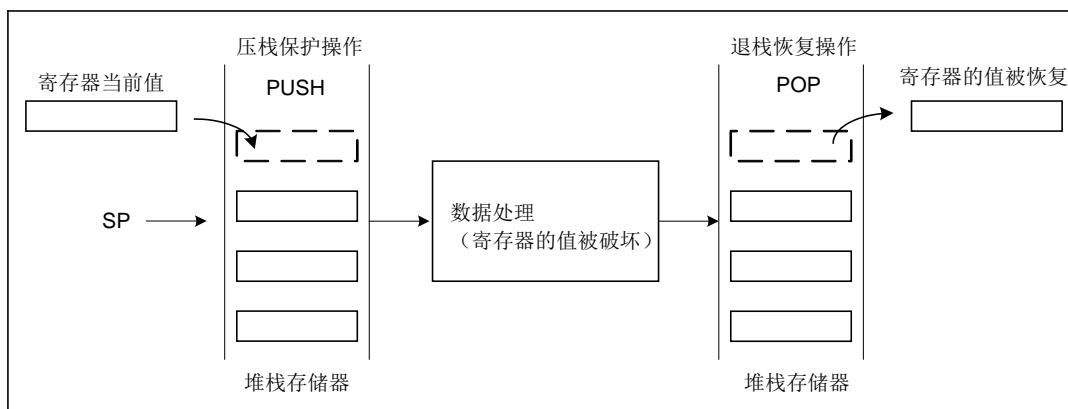 压栈保护操作
退栈恢复操作
寄存器当前值
PUSH
POP
寄存器的值被恢复
SP
数据处理
（寄存器的值被破坏）
堆栈存储器
堆栈存储器